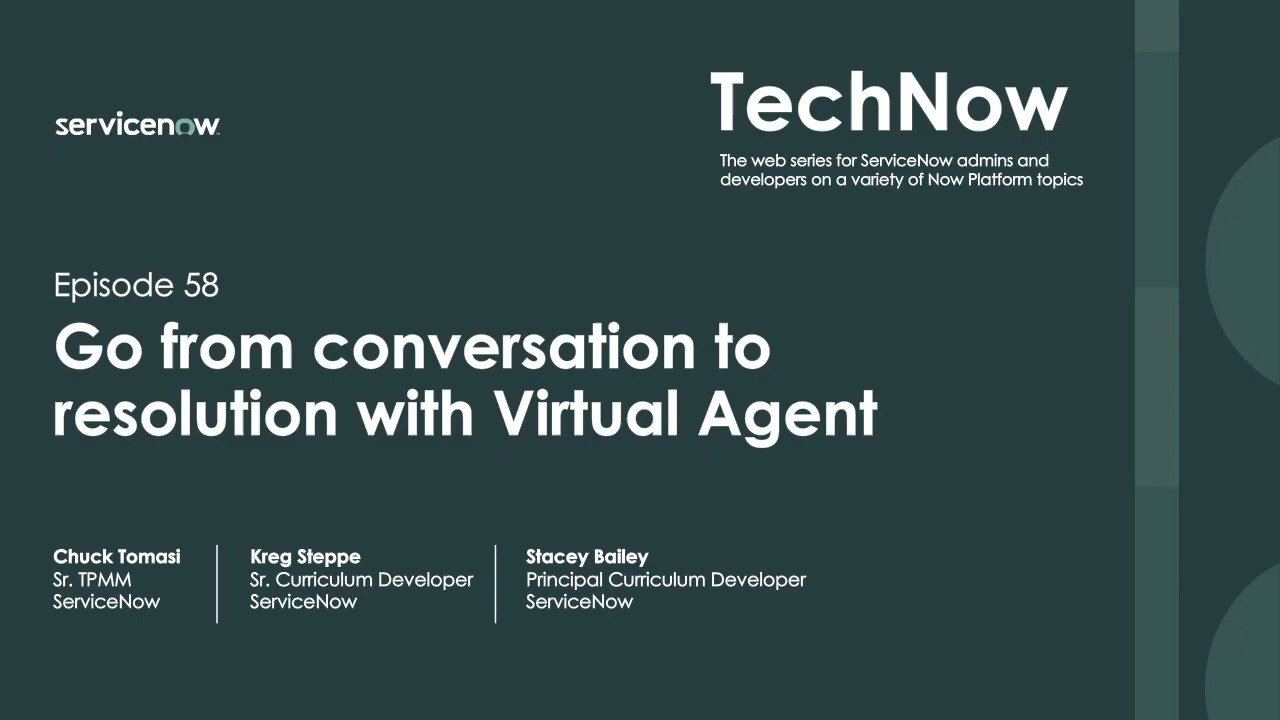 servicenow
TechNow
The web series for ServiceNow admins and
developers on a variety of Now Platform topics
Episode 58
Go from conversation to
resolution with Virtual Agent
Chuck Tomasi
Sr. TPMM
ServiceNow
Kreg Steppe
Sr. Curriculum Developer
ServiceNow
Stacey Bailey
Principal Curriculum Developer
ServiceNow